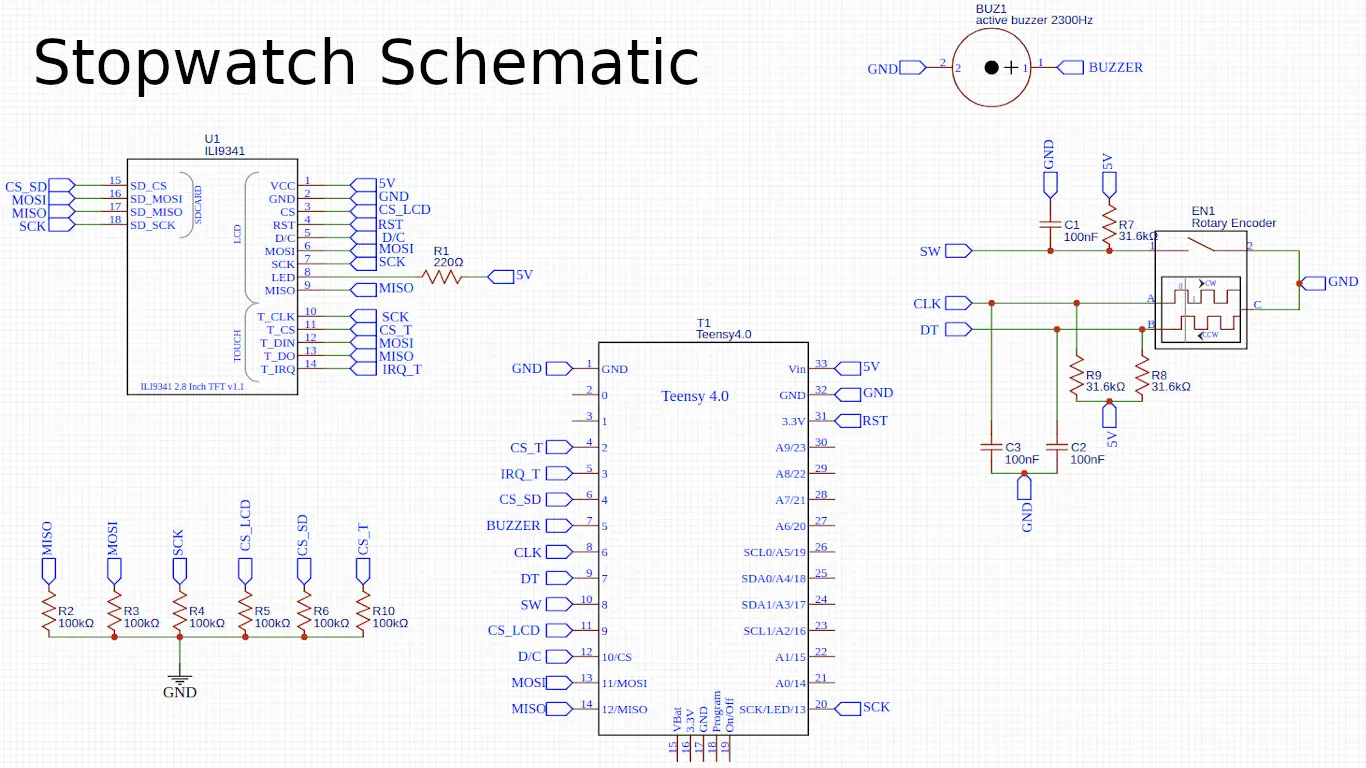 Stopwatch Schematic
BUZ1
active buzzer 2300Hz
GND 2 2 1 1 BUZZER
U1
ILI9341
CS_SD 15 SD_CS
MOSI 16 SD_MOSI
MISO 17 SD_MISO
SCK 18 SD_SCK
SDCARD
LCD
VCC 1 5V
GND 2 GND
CS 3 CS_LCD
RST 4 RST
D/C 5 D/C
MOSI 6 MOSI
SCK 7 SCK
LED 8
R1
220Ω
5V
MISO 9 MISO
TOUCH
T_CLK 10 SCK
T_CS 11 CS_T
T_DIN 12 MOSI
T_DO 13 MISO
T_IRQ 14 IRQ_T
ILI9341 2.8 Inch TFT v1.1
GND
5V
C1
100nF
R7
31.6kΩ
EN1
Rotary Encoder
SW 1 2
GND
CLK A
DT B
C
0
1
CW
CCW
R9
31.6kΩ
R8
31.6kΩ
5V
C3
100nF
C2
100nF
GND
T1
Teensy4.0
Teensy 4.0
GND 1 GND
2 0
3 1
CS_T 4 2
IRQ_T 5 3
CS_SD 6 4
BUZZER 7 5
CLK 8 6
DT 9 7
SW 10 8
CS_LCD 11 9
D/C 12 10/CS
MOSI 13 11/MOSI
MISO 14 12/MISO
Vin 33 5V
GND 32 GND
3.3V 31 RST
A9/23 30
A8/22 29
A7/21 28
A6/20 27
SCL0/A5/19 26
SDA0/A4/18 25
SDA1/A3/17 24
SCL1/A2/16 23
A1/15 22
A0/14 21
SCK/LED/13 20 SCK
VBat 15
3.3V 16
GND 17
Program 18
On/Off 19
MISO
MOSI
SCK
CS_LCD
CS_SD
CS_T
R2
100kΩ
R3
100kΩ
R4
100kΩ
R5
100kΩ
R6
100kΩ
R10
100kΩ
GND